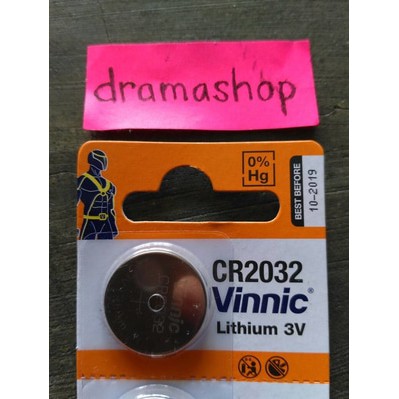 dramashop
0%
Hg
BEST BEFORE
10-2019
CR2032
Vinnic®
Lithium 3V